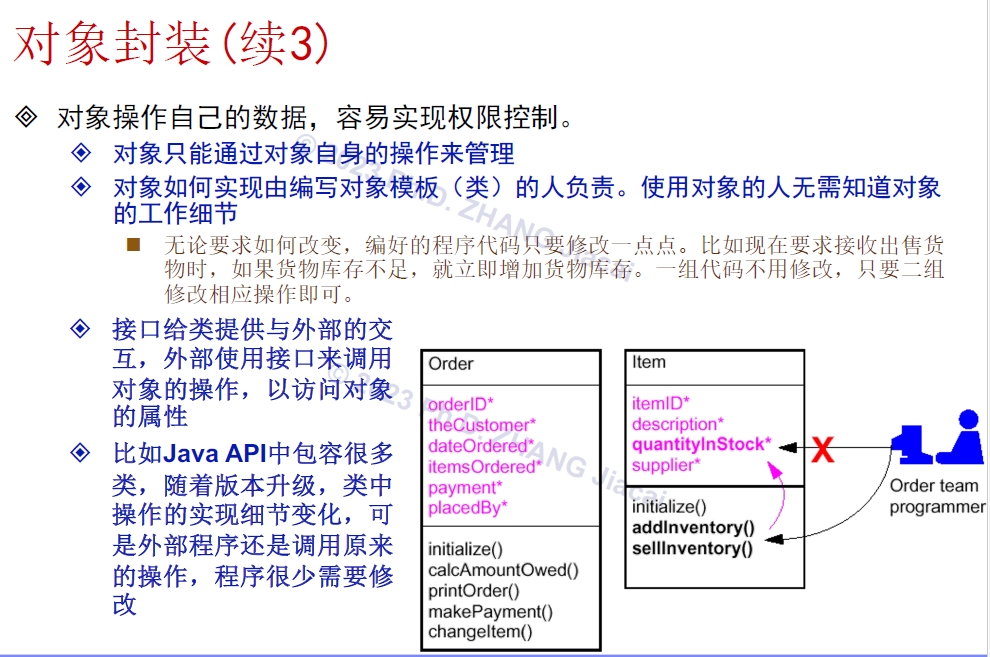 对象封装(续3)
对象操作自己的数据，容易实现权限控制。
对象只能通过对象自身的操作来管理
对象如何实现由编写对象模板（类）的人负责。使用对象的人无需知道对象
的工作细节
无论要求如何改变，编好的程序代码只要修改一点点。比如现在要求接收出售货
物时，如果货物库存不足，就立即增加货物库存。一组代码不用修改，只要二组
修改相应操作即可。
接口给类提供与外部的交
互，外部使用接口来调用
对象的操作，以访问对象
的属性
比如Java API中包容很多
类，随着版本升级，类中
操作的实现细节变化，可
是外部程序还是调用原来
的操作，程序很少需要修
改
Order
orderID*
theCustomer*
dateOrdered*
itemsOrdered*
payment*
placedBy*
initialize()
calcAmountOwed()
printOrder()
makePayment()
changeItem()
Item
itemID*
description*
quantityInStock*
supplier*
initialize()
addInventory()
sellInventory()
X
Order team
programmer
© 2023 Ph.D. ZHANG Jiacai
© 2023 Ph.D. ZHANG Jiacai